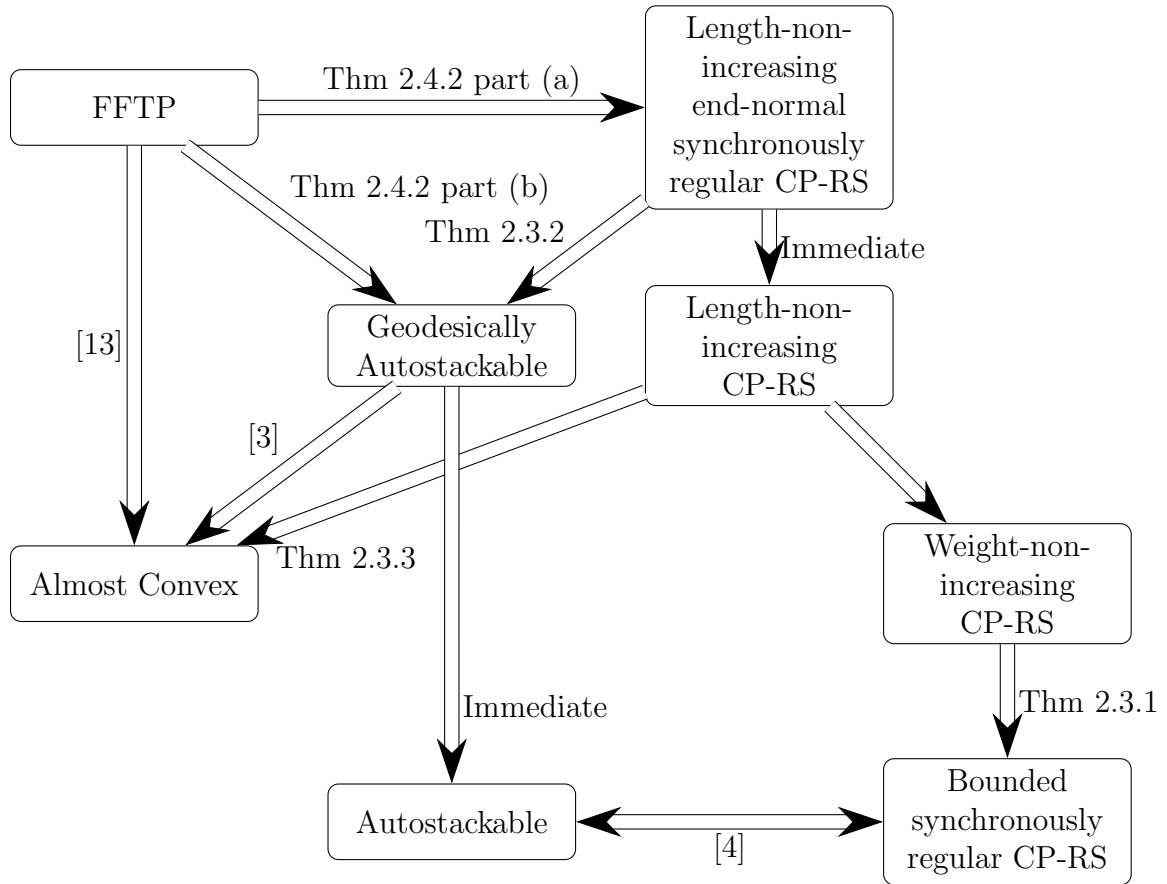 Length-non-
increasing
end-normal
synchronously
regular CP-RS
FFTP
Thm 2.4.2 part (a)
Thm 2.4.2 part (b)
Thm 2.3.2
Immediate
Geodesically
Autostackable
Length-non-
increasing
CP-RS
[13]
[3]
Thm 2.3.3
Almost Convex
Weight-non-
increasing
CP-RS
Immediate
Thm 2.3.1
Autostackable
[4]
Bounded
synchronously
regular CP-RS